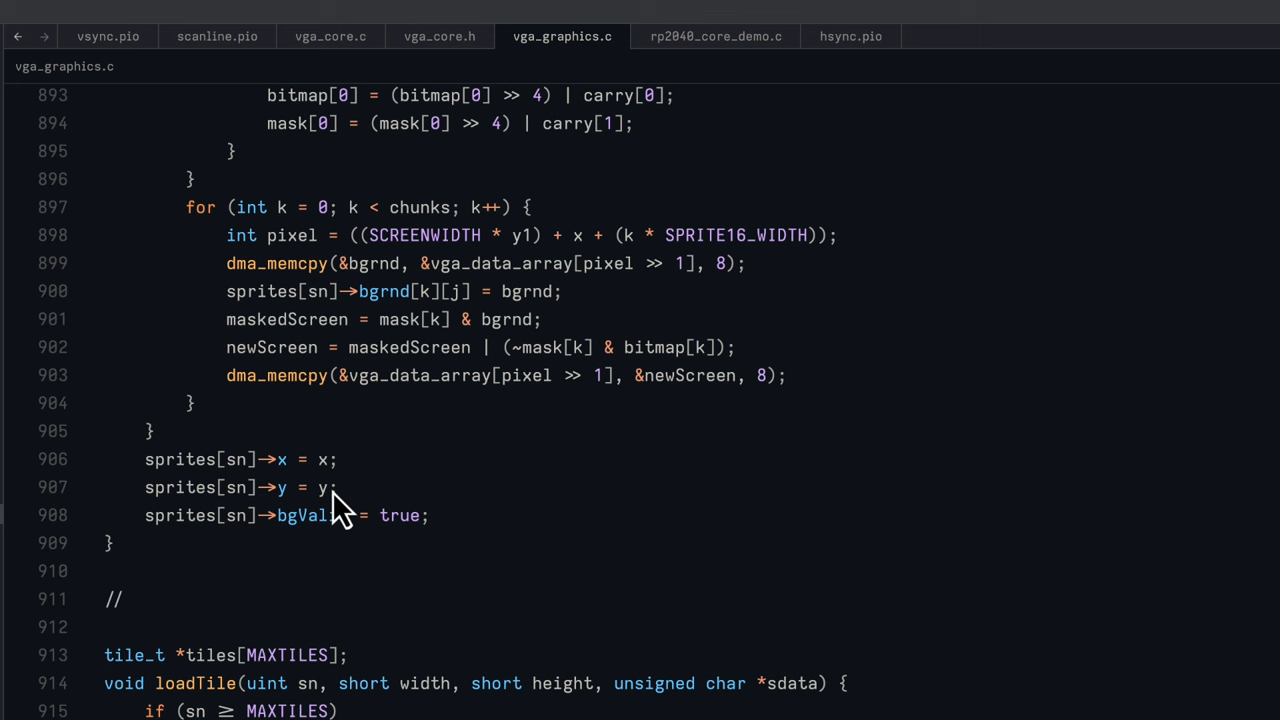 ← → vsync.pio scanline.pio vga_core.c vga_core.h vga_graphics.c rp2040_core_demo.c hsync.pio
vga_graphics.c
893 bitmap[0] = (bitmap[0] >> 4) | carry[0];
894 mask[0] = (mask[0] >> 4) | carry[1];
895 }
896 }
897 for (int k = 0; k < chunks; k++) {
898 int pixel = ((SCREENWIDTH * y1) + x + (k * SPRITE16_WIDTH));
899 dma_memcpy(&bgrnd, &vga_data_array[pixel >> 1], 8);
900 sprites[sn]->bgrnd[k][j] = bgrnd;
901 maskedScreen = mask[k] & bgrnd;
902 newScreen = maskedScreen | (~mask[k] & bitmap[k]);
903 dma_memcpy(&vga_data_array[pixel >> 1], &newScreen, 8);
904 }
905 }
906 sprites[sn]->x = x;
907 sprites[sn]->y = y;
908 sprites[sn]-> = true;
909 }
910
911 //
912
913 tile_t *tiles[MAXTILES];
914 void loadTile(uint sn, short width, short height, unsigned char *sdata) {
915 if (sn >= MAXTILES)